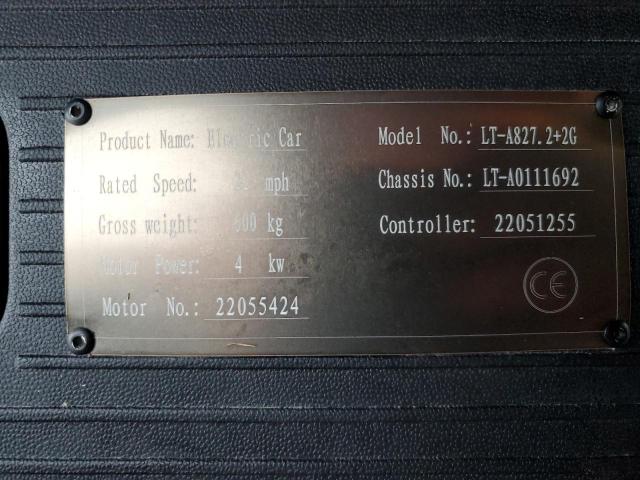 Product Name: Electric Car
Rated Speed: mph
Gross weight: kg
Motor Power: 4 kw
Motor No.: 22055424
Model No.: LT-A827.2+2G
Chassis No.: LT-A0111692
Controller: 22051255
CE